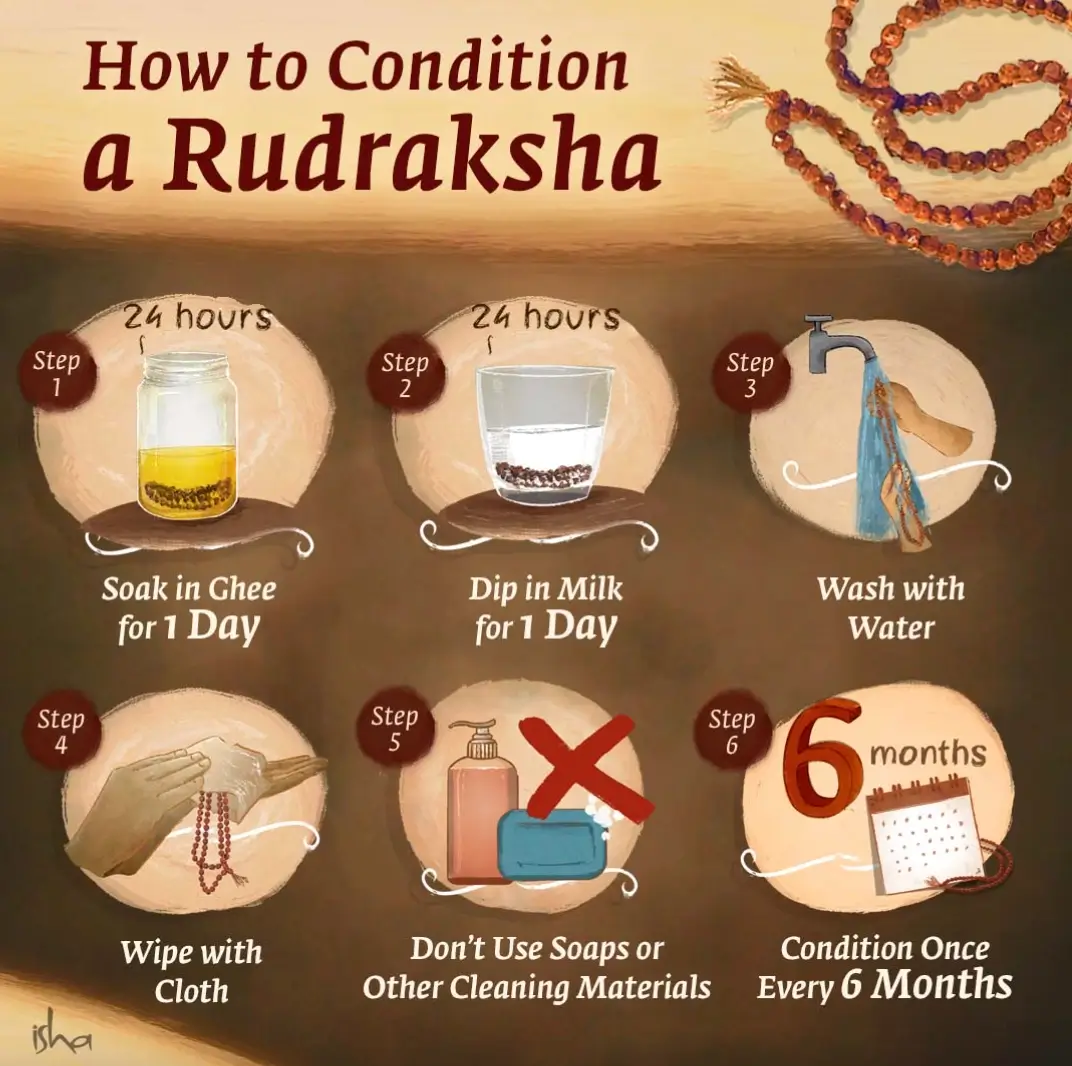 How to Condition
a Rudraksha
Step
1
24 hours
Soak in Ghee
for 1 Day
Step
2
24 hours
Dip in Milk
for 1 Day
Step
3
Wash with
Water
Step
4
Wipe with
Cloth
Step
5
Don't Use Soaps or
Other Cleaning Materials
Step
6
6 months
Condition Once
Every 6 Months
isha